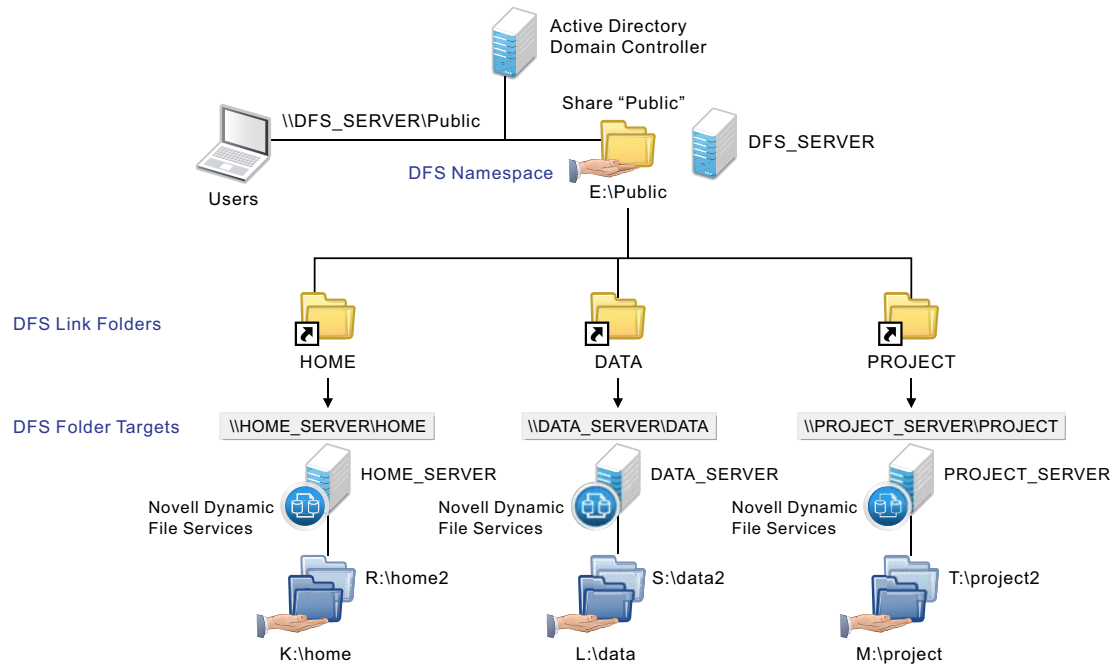 Active Directory
Domain Controller
Share “Public”
\\DFS_SERVER\Public
DFS_SERVER
DFS Namespace
Users
E:\Public
DFS Link Folders
HOME
DATA
PROJECT
DFS Folder Targets
\\HOME_SERVER\HOME
\\DATA_SERVER\DATA
\\PROJECT_SERVER\PROJECT
HOME_SERVER
DATA_SERVER
PROJECT_SERVER
Novell Dynamic
File Services
Novell Dynamic
File Services
Novell Dynamic
File Services
R:\home2
S:\data2
T:\project2
K:\home
L:\data
M:\project